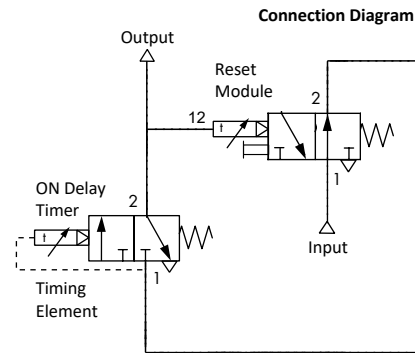 Connection Diagram
Output
Reset
Module
2
12
t
1
ON Delay
Timer
2
t
Input
1
Timing
Element